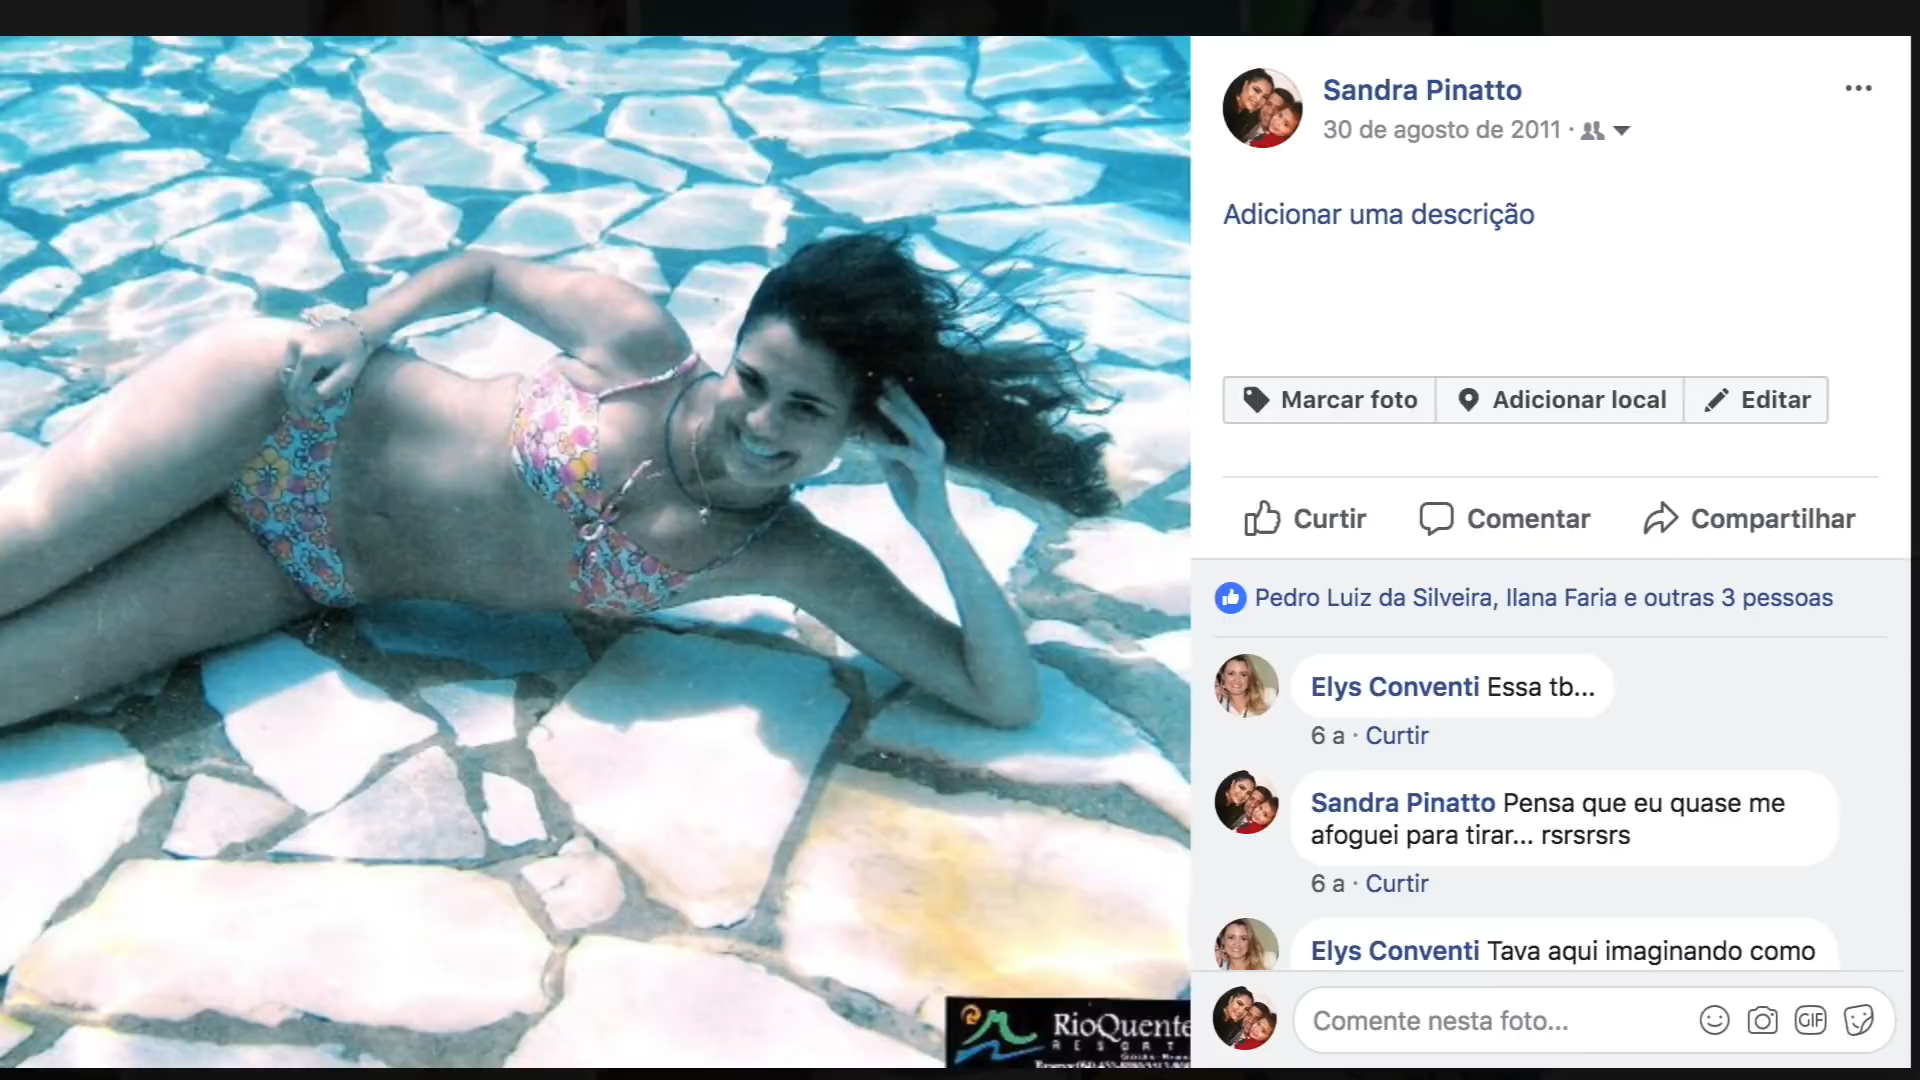 Sandra Pinatto
30 de agosto de 2011 ·
Adicionar uma descrição
Marcar foto
Adicionar local
Editar
Curtir
Comentar
Compartilhar
Pedro Luiz da Silveira, Ilana Faria e outras 3 pessoas
Elys Conventi Essa tb...
6 a · Curtir
Sandra Pinatto Pensa que eu quase me
afoguei para tirar... rsrsrsrs
6 a · Curtir
Elys Conventi Tava aqui imaginando como
Comente nesta foto...
GIF
RioQuente
RESORT